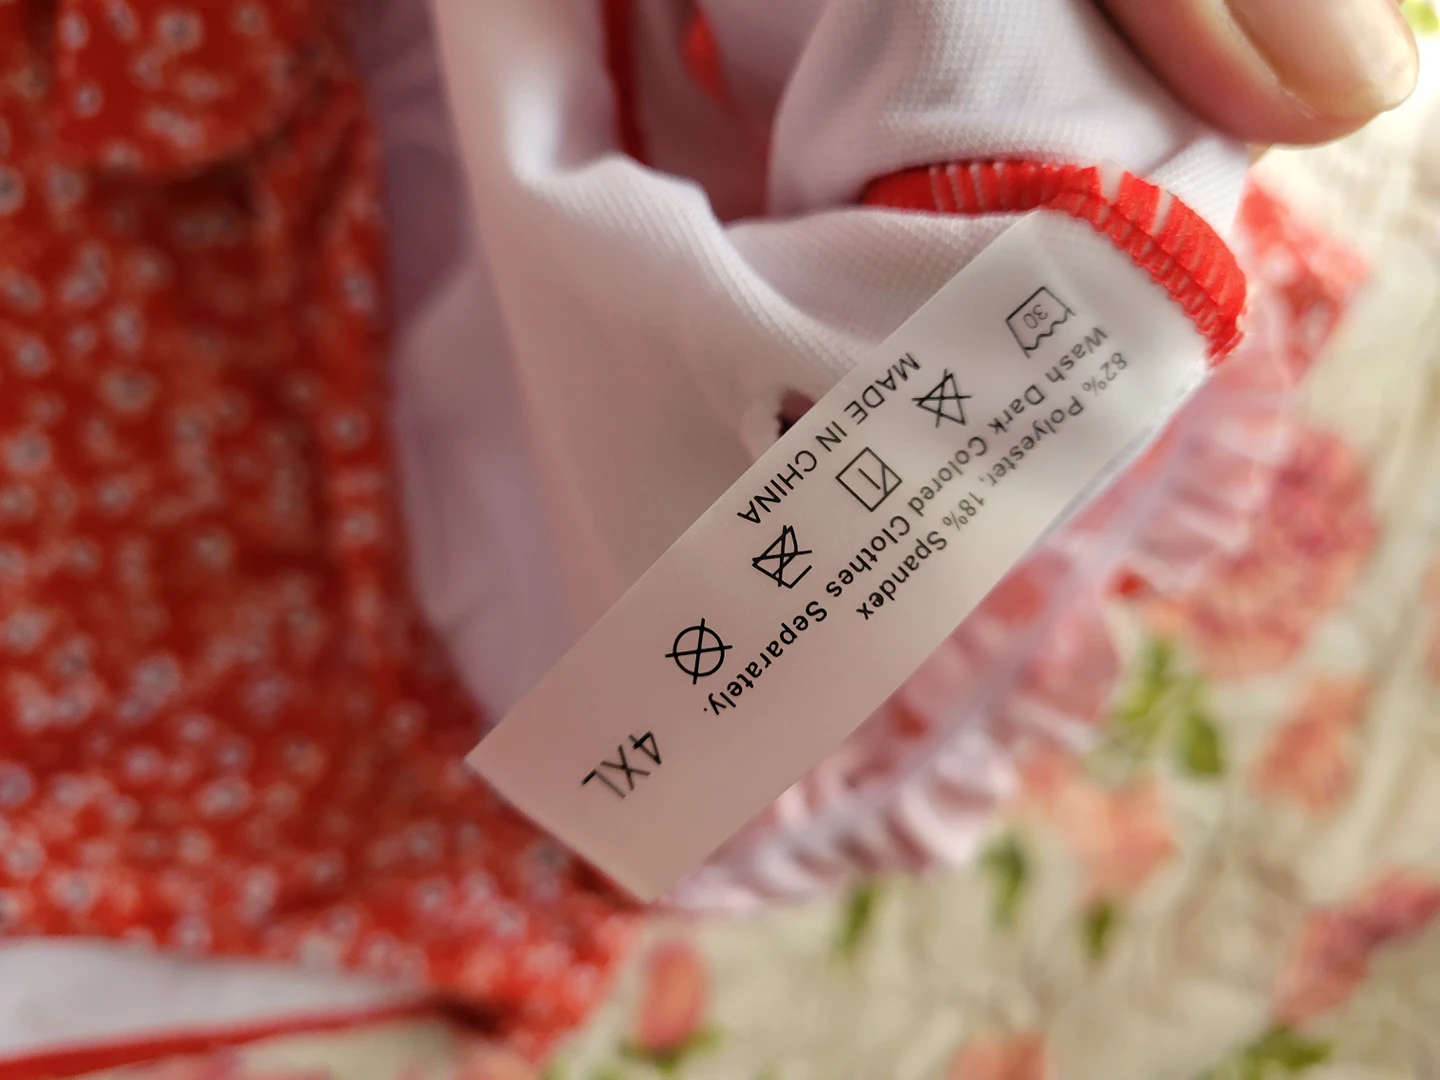 4XL
82% Polyester, 18% Spandex
Wash Dark Colored Clothes Separately.
30
MADE IN CHINA